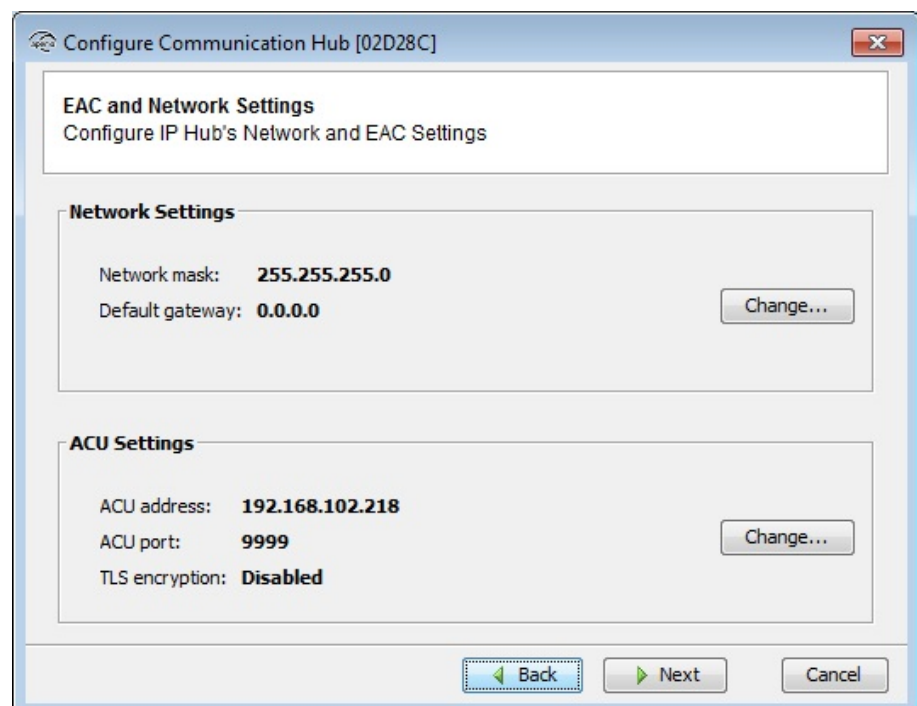 Configure Communication Hub [02D28C]
EAC and Network Settings
Configure IP Hub's Network and EAC Settings
Network Settings
Network mask: 255.255.255.0
Default gateway: 0.0.0.0
Change...
ACU Settings
ACU address: 192.168.102.218
ACU port: 9999
Change...
TLS encryption: Disabled
Back Next Cancel